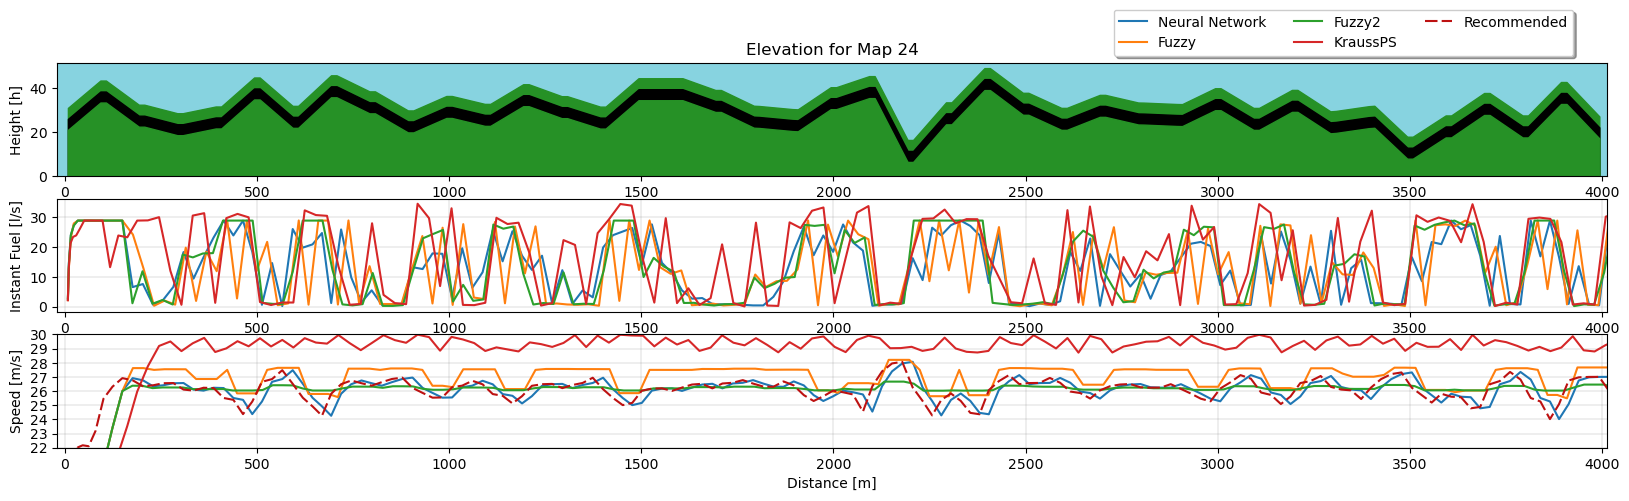 Neural Network Fuzzy2 Recommended
Fuzzy KraussPS
Elevation for Map 24
Height [h]
40
20
0
0 500 1000 1500 2000 2500 3000 3500 4000
Instant Fuel [l/s]
30
20
10
0
0 500 1000 1500 2000 2500 3000 3500 4000
Speed [m/s]
30
29
28
27
26
25
24
23
22
0 500 1000 1500 2000 2500 3000 3500 4000
Distance [m]